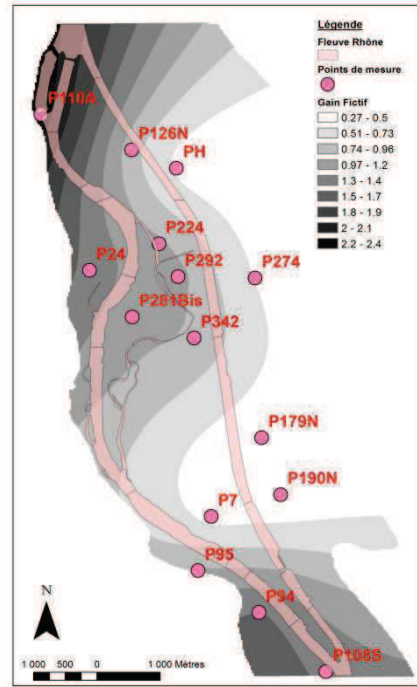 Légende
Fleuve Rhône
Points de mesure
Gain Fictif
0.27 - 0.5
0.51 - 0.73
0.74 - 0.96
0.97 - 1.2
1.3 - 1.4
1.5 - 1.7
1.8 - 1.9
2 - 2.1
2.2 - 2.4
P110A
P126N
PH
P224
P24
P292
P274
P281Bis
P342
P179N
P190N
P7
P95
P94
P108S
N
1 000 500 0 1 000 Mètres